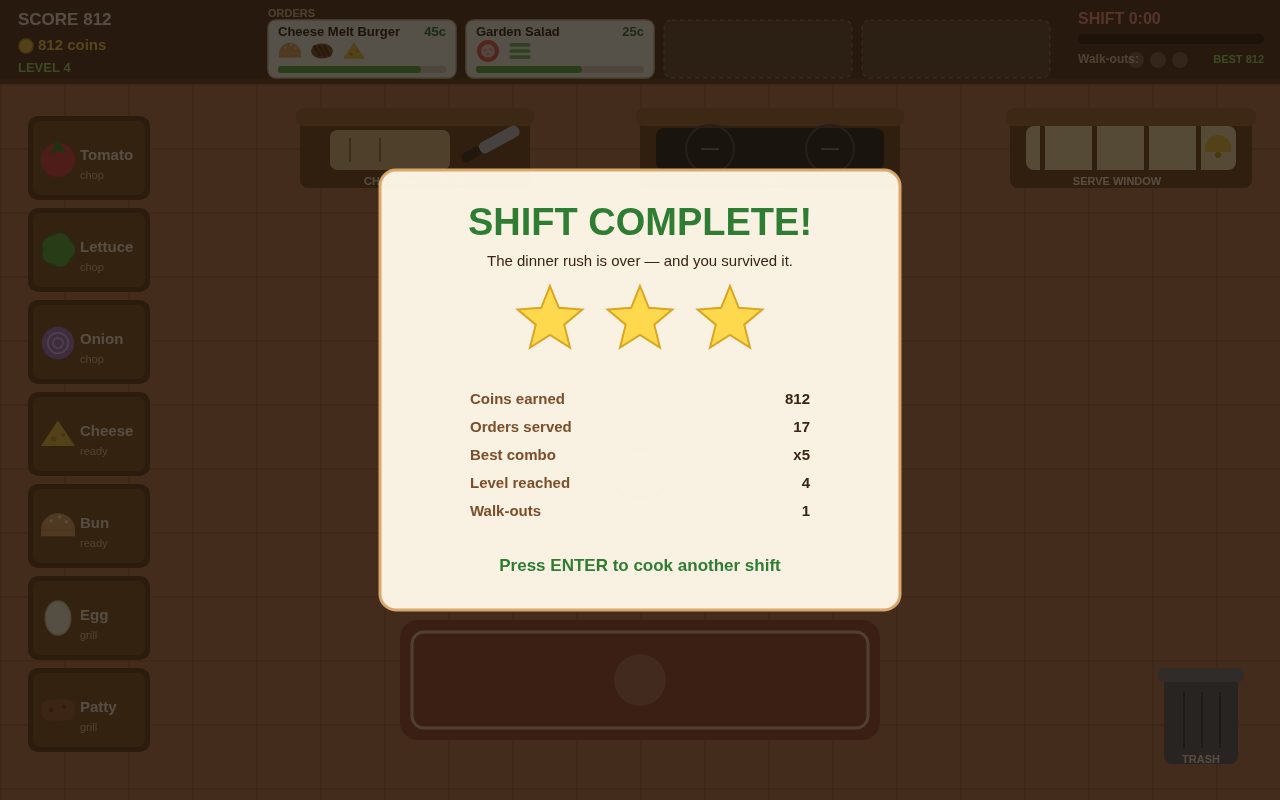 SCORE 812
812 coins
LEVEL 4
ORDERS
Cheese Melt Burger 45c
Garden Salad 25c
SHIFT 0:00
Walk-outs:
BEST 812
Tomato
chop
Lettuce
chop
Onion
chop
Cheese
ready
Bun
ready
Egg
grill
Patty
grill
SERVE WINDOW
SHIFT COMPLETE!
The dinner rush is over — and you survived it.
Coins earned 812
Orders served 17
Best combo x5
Level reached 4
Walk-outs 1
Press ENTER to cook another shift
TRASH